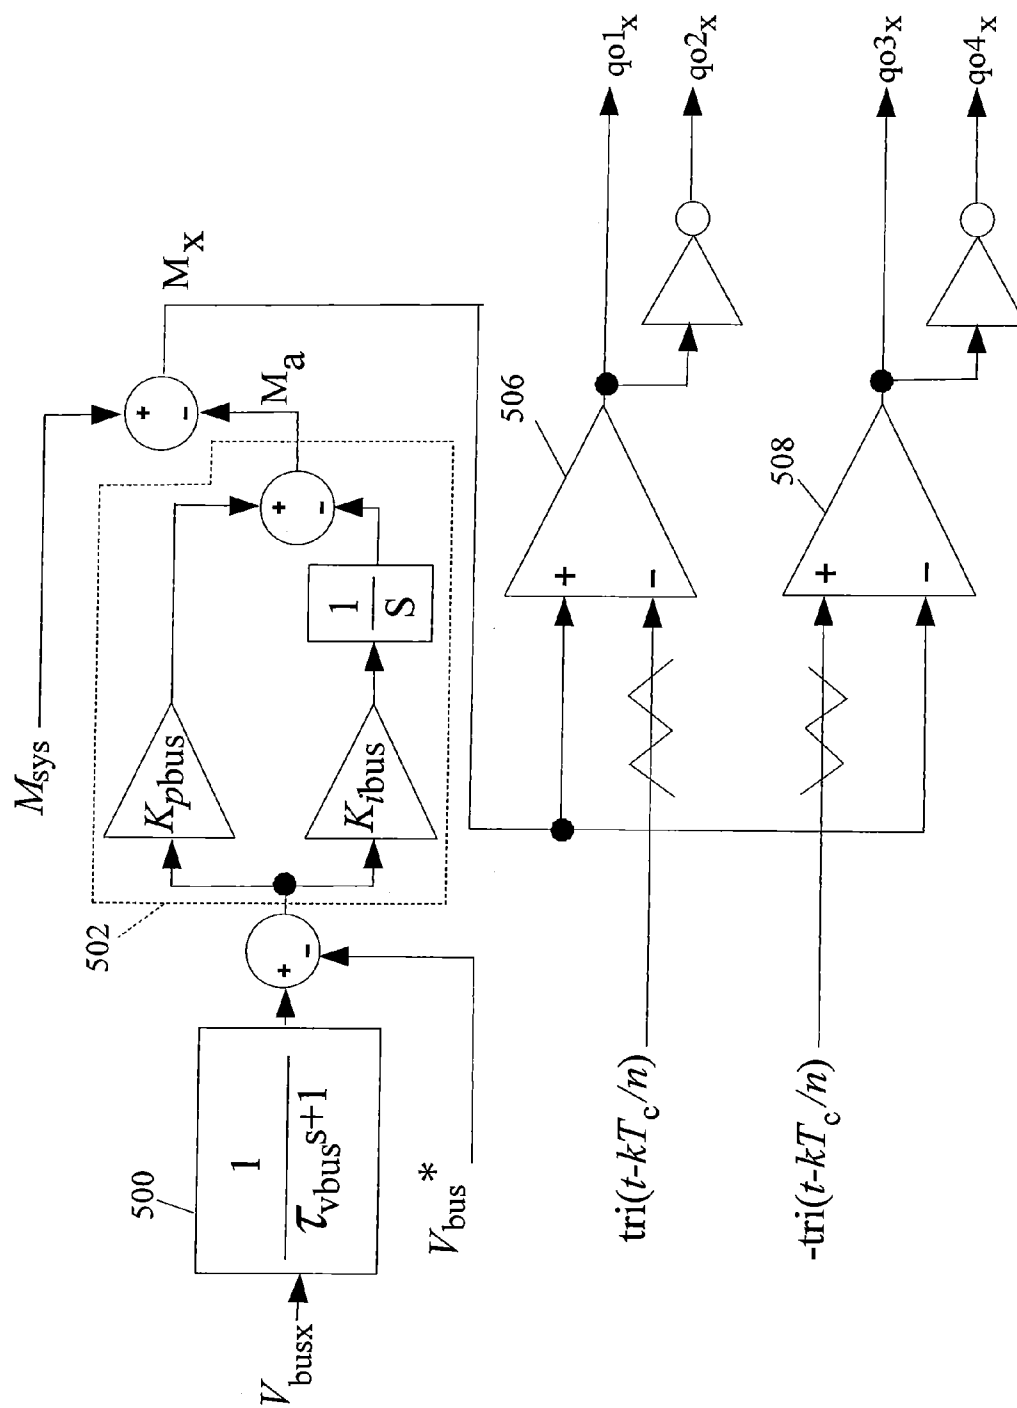 M_sys
M_x
M_a
+
-
502
K_pbus
+
-
K_ibus
1
S
500
V_busx
1
τ_vbus s+1
+
-
V_bus*
506
+
-
qo1_x
qo2_x
tri(t-kT_c/n)
508
+
-
qo3_x
qo4_x
-tri(t-kT_c/n)